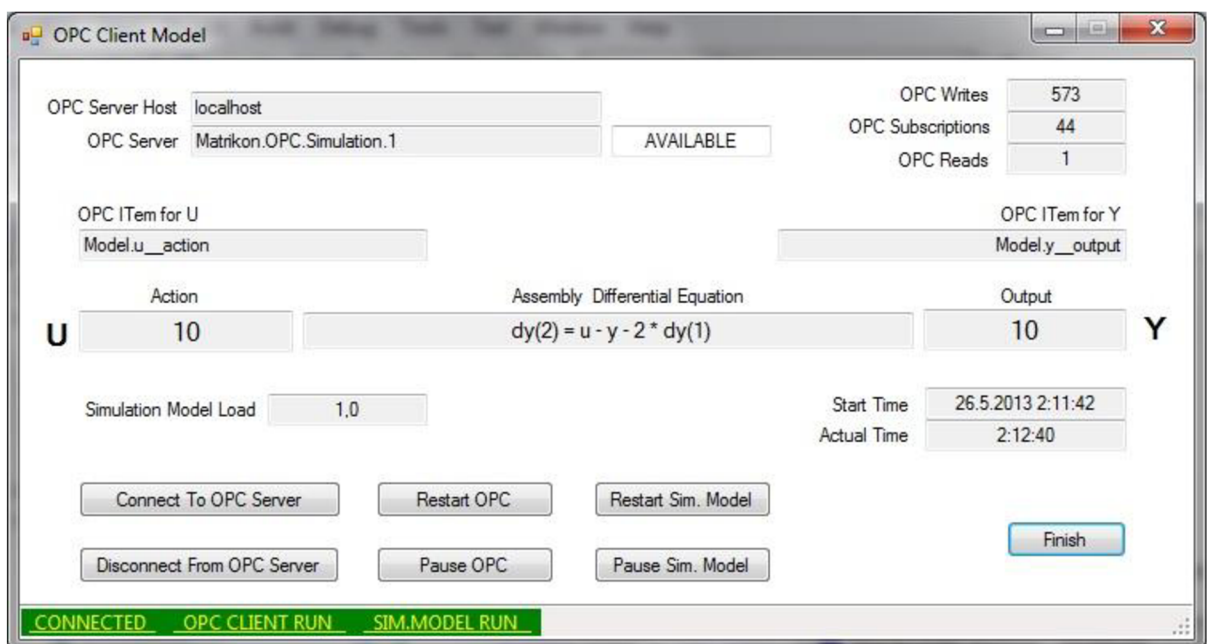 OPC Client Model
OPC Server Host localhost
OPC Server Matrikon.OPC.Simulation.1 AVAILABLE
OPC Writes 573
OPC Subscriptions 44
OPC Reads 1
OPC ITem for U
Model.u__action
OPC ITem for Y
Model.y__output
Action Assembly Differential Equation Output
U 10 dy(2) = u - y - 2 * dy(1) 10 Y
Simulation Model Load 1,0
Start Time 26.5.2013 2:11:42
Actual Time 2:12:40
Connect To OPC Server Restart OPC Restart Sim. Model
Finish
Disconnect From OPC Server Pause OPC Pause Sim. Model
CONNECTED OPC CLIENT RUN SIM.MODEL RUN